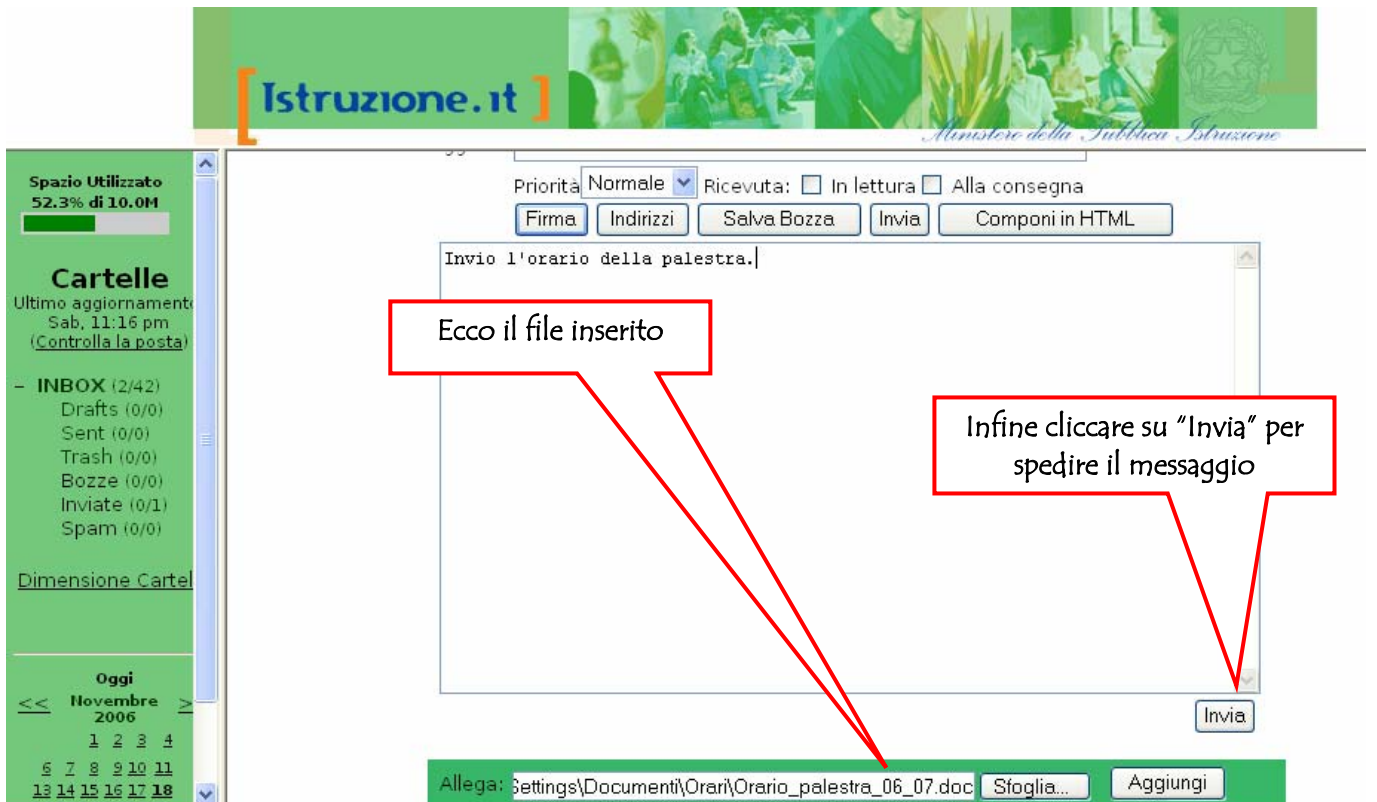 [Istruzione.it]
Ministero della Pubblica Istruzione
Spazio Utilizzato
52.3% di 10.0M
Cartelle
Ultimo aggiornamento
Sab, 11:16 pm
(Controlla la posta)
- INBOX (2/42)
Drafts (0/0)
Sent (0/0)
Trash (0/0)
Bozze (0/0)
Inviate (0/1)
Spam (0/0)
Dimensione Cartel
Oggi
<< Novembre >
2006
1 2 3 4
6 7 8 9 10 11
13 14 15 16 17 18
Priorità Normale Ricevuta: In lettura Alla consegna
Firma Indirizzi Salva Bozza Invia Componi in HTML
Invio l'orario della palestra.
Ecco il file inserito
Infine cliccare su "Invia" per
spedire il messaggio
Invia
Allega: Settings\Documenti\Orari\Orario_palestra_06_07.doc Sfoglia... Aggiungi